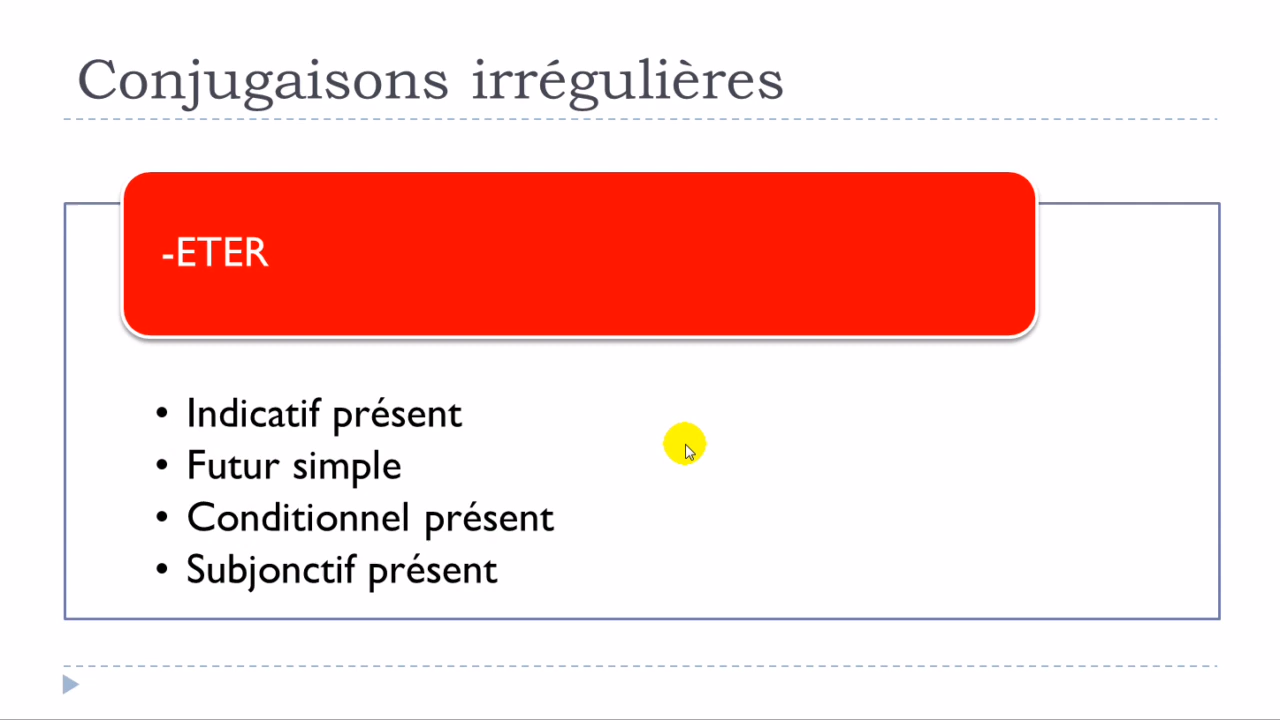 Conjugaisons irrégulières
-ETER
• Indicatif présent
• Futur simple
• Conditionnel présent
• Subjonctif présent